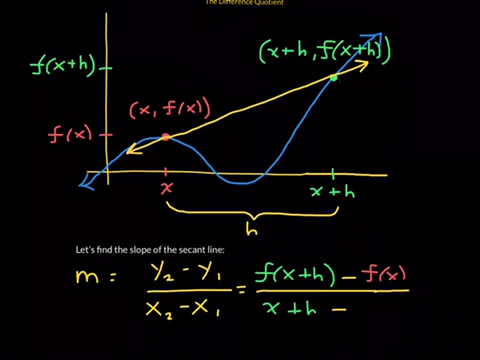 The Difference Quotient
(x+h, f(x+h))
f(x+h)
(x, f(x))
f(x)
x
x+h
h
Let's find the slope of the secant line:
m = y₂ - y₁ / x₂ - x₁ = f(x+h) - f(x) / x+h -